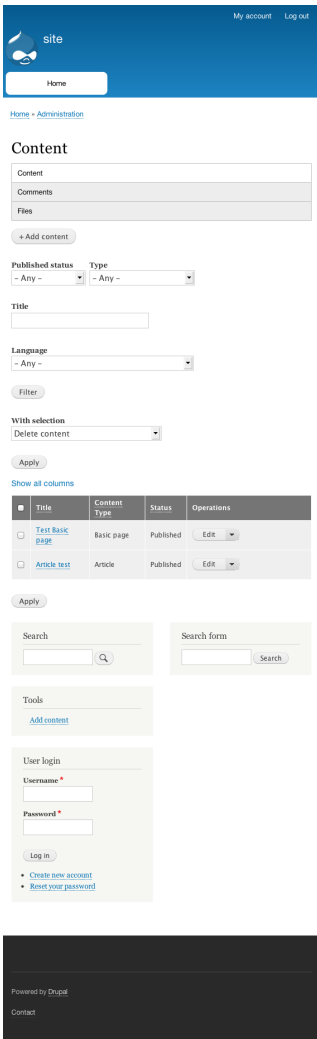 My account Log out
site
Home
Home » Administration
Content
Content
Comments
Files
+ Add content
Published status Type
– Any – – Any –
Title
Language
– Any –
Filter
With selection
Delete content
Apply
Show all columns
Title Content Type Status Operations
Test Basic page Basic page Published Edit
Article test Article Published Edit
Apply
Search Search form
Search
Tools
Add content
User login
Username *
Password *
Log in
• Create new account
• Reset your password
Powered by Drupal
Contact